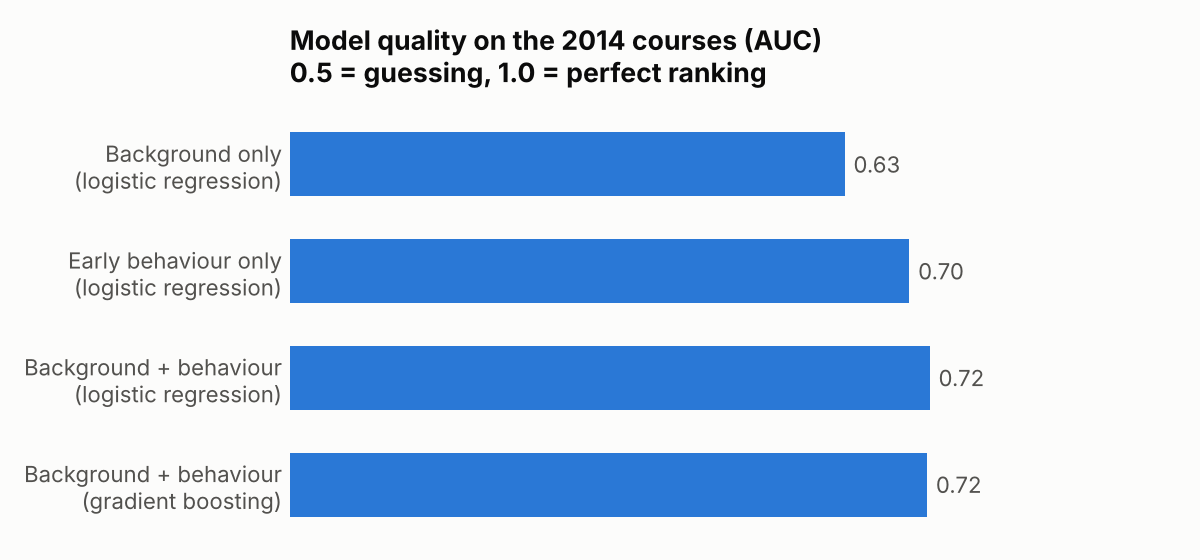 Model quality on the 2014 courses (AUC)
0.5 = guessing, 1.0 = perfect ranking
Background only
(logistic regression)
0.63
Early behaviour only
(logistic regression)
0.70
Background + behaviour
(logistic regression)
0.72
Background + behaviour
(gradient boosting)
0.72